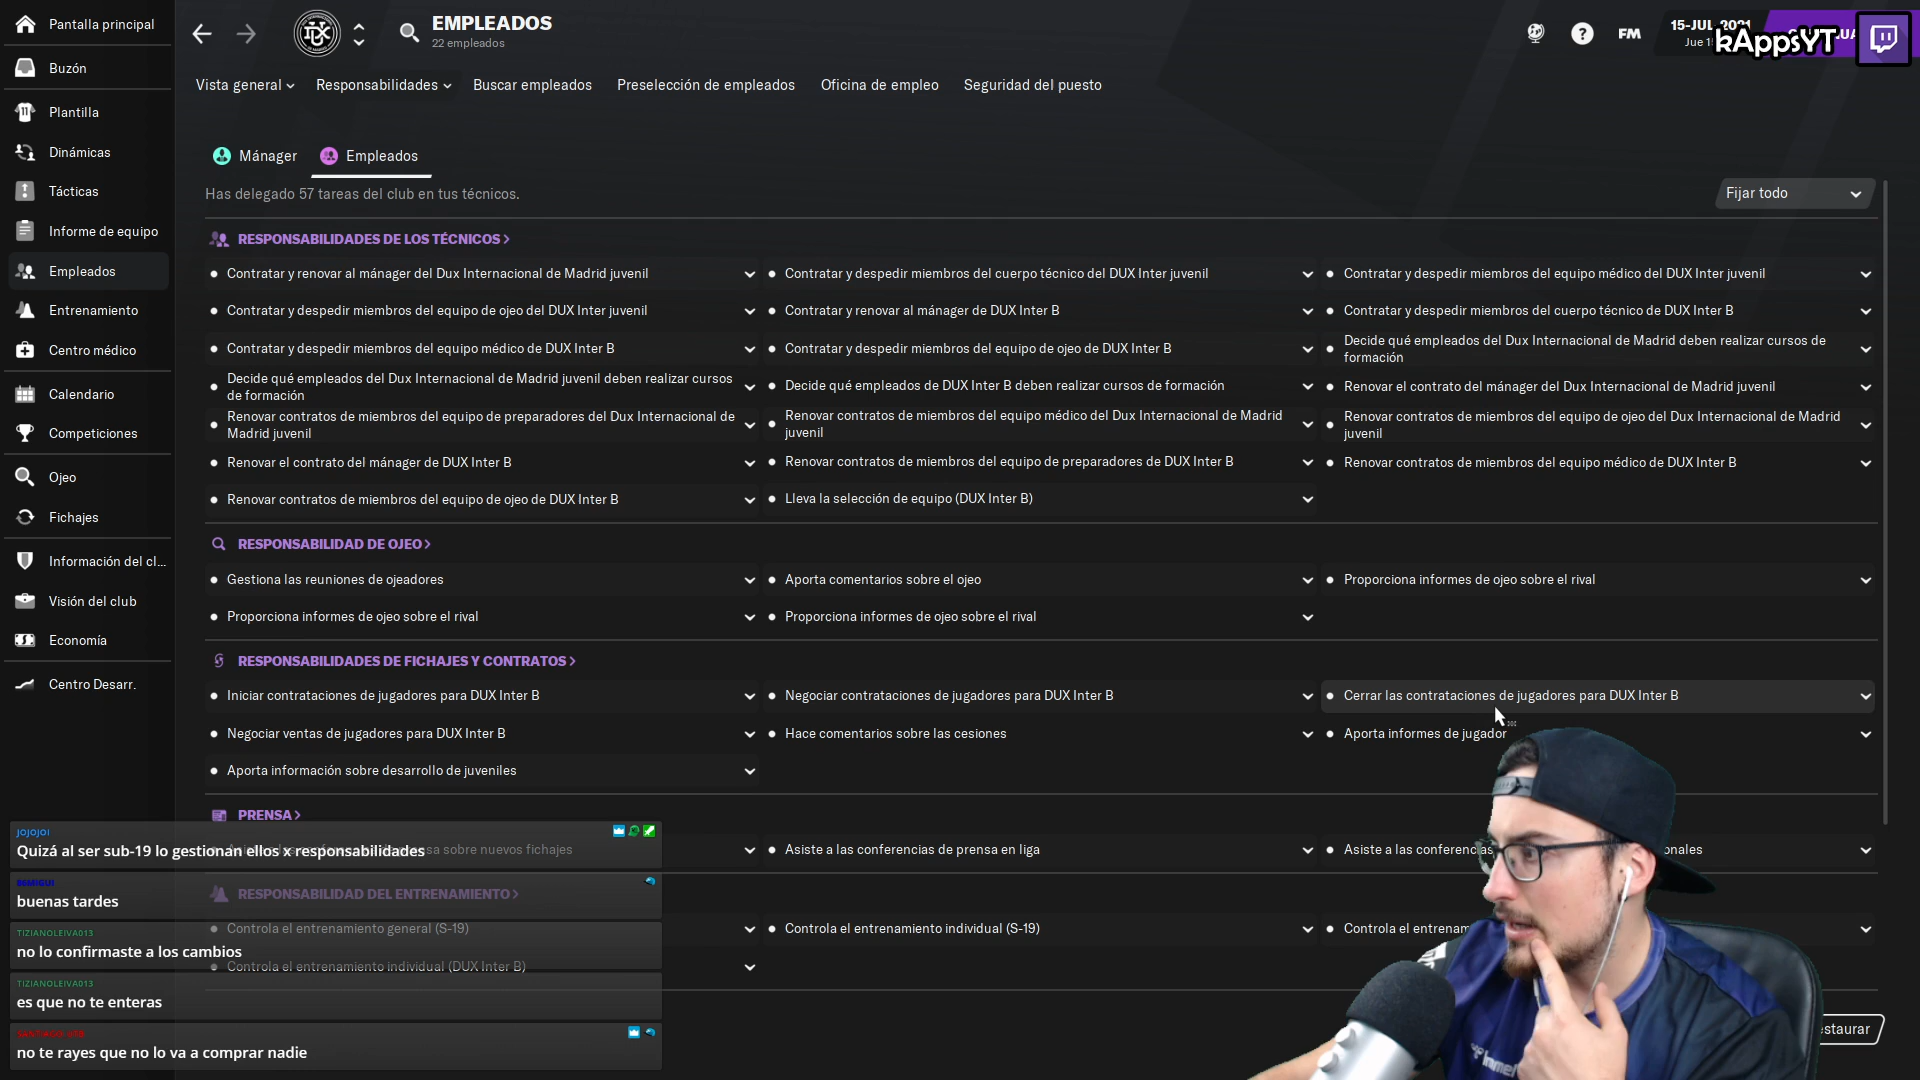 Pantalla principal
Buzón
Plantilla
Dinámicas
Tácticas
Informe de equipo
Empleados
Entrenamiento
Centro médico
Calendario
Competiciones
Ojeo
Fichajes
Información del cl...
Visión del club
Economía
Centro Desarr.
EMPLEADOS
22 empleados
FM
15-JUL 2021
Jue
kAppsYT
Vista general
Responsabilidades
Buscar empleados
Preselección de empleados
Oficina de empleo
Seguridad del puesto
Mánager
Empleados
Has delegado 57 tareas del club en tus técnicos.
Fijar todo
RESPONSABILIDADES DE LOS TÉCNICOS
Contratar y renovar al mánager del Dux Internacional de Madrid juvenil
Contratar y despedir miembros del cuerpo técnico del DUX Inter juvenil
Contratar y despedir miembros del equipo médico del DUX Inter juvenil
Contratar y despedir miembros del equipo de ojeo del DUX Inter juvenil
Contratar y renovar al mánager de DUX Inter B
Contratar y despedir miembros del cuerpo técnico de DUX Inter B
Contratar y despedir miembros del equipo médico de DUX Inter B
Contratar y despedir miembros del equipo de ojeo de DUX Inter B
Decide qué empleados del Dux Internacional de Madrid deben realizar cursos de
formación
Decide qué empleados del Dux Internacional de Madrid juvenil deben realizar cursos
de formación
Decide qué empleados de DUX Inter B deben realizar cursos de formación
Renovar el contrato del mánager del Dux Internacional de Madrid juvenil
Renovar contratos de miembros del equipo de preparadores del Dux Internacional de
Madrid juvenil
Renovar contratos de miembros del equipo médico del Dux Internacional de Madrid
juvenil
Renovar contratos de miembros del equipo de ojeo del Dux Internacional de Madrid
juvenil
Renovar el contrato del mánager de DUX Inter B
Renovar contratos de miembros del equipo de preparadores de DUX Inter B
Renovar contratos de miembros del equipo médico de DUX Inter B
Renovar contratos de miembros del equipo de ojeo de DUX Inter B
Lleva la selección de equipo (DUX Inter B)
RESPONSABILIDAD DE OJEO
Gestiona las reuniones de ojeadores
Aporta comentarios sobre el ojeo
Proporciona informes de ojeo sobre el rival
Proporciona informes de ojeo sobre el rival
Proporciona informes de ojeo sobre el rival
RESPONSABILIDADES DE FICHAJES Y CONTRATOS
Iniciar contrataciones de jugadores para DUX Inter B
Negociar contrataciones de jugadores para DUX Inter B
Cerrar las contrataciones de jugadores para DUX Inter B
Negociar ventas de jugadores para DUX Inter B
Hace comentarios sobre las cesiones
Aporta informes de jugador
Aporta información sobre desarrollo de juveniles
PRENSA
sobre nuevos fichajes
Asiste a las conferencias de prensa en liga
Asiste a las conferencias
onales
RESPONSABILIDAD DEL ENTRENAMIENTO
Controla el entrenamiento general (S-19)
Controla el entrenamiento individual (S-19)
Controla el entrenam
Controla el entrenamiento individual (DUX Inter B)
estaurar
JOJOJOI
Quizá al ser sub-19 lo gestionan ellos x responsabilidades
BEMIGUI
buenas tardes
TIZIANOLEIVA013
no lo confirmaste a los cambios
TIZIANOLEIVA013
es que no te enteras
no te rayes que no lo va a comprar nadie